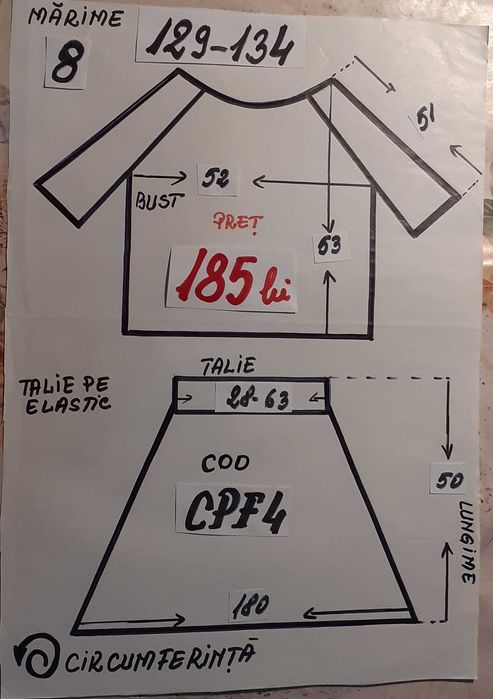 MĂRIME
8
129-134
51
52
BUST
PREȚ
53
185 lei
TALIE
TALIE PE
ELASTIC
28-63
COD
CPF4
50
LUNGIME
180
CIRCUMFERINȚĂ